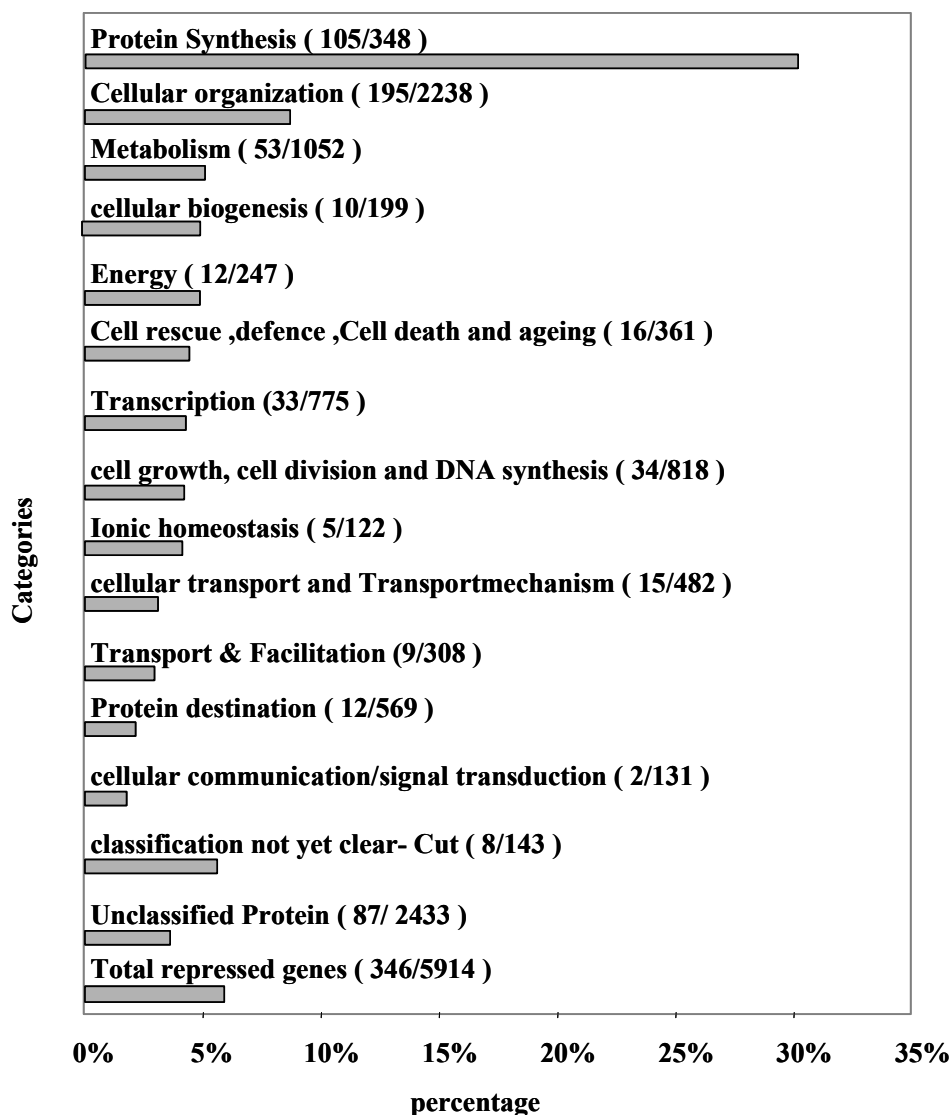 Protein Synthesis ( 105/348 )
Cellular organization ( 195/2238 )
Metabolism ( 53/1052 )
cellular biogenesis ( 10/199 )
Energy ( 12/247 )
Cell rescue ,defence ,Cell death and ageing ( 16/361 )
Transcription (33/775 )
cell growth, cell division and DNA synthesis ( 34/818 )
Ionic homeostasis ( 5/122 )
cellular transport and Transportmechanism ( 15/482 )
Transport & Facilitation (9/308 )
Protein destination ( 12/569 )
cellular communication/signal transduction ( 2/131 )
classification not yet clear- Cut ( 8/143 )
Unclassified Protein ( 87/ 2433 )
Total repressed genes ( 346/5914 )
Categories
0% 5% 10% 15% 20% 25% 30% 35%
percentage